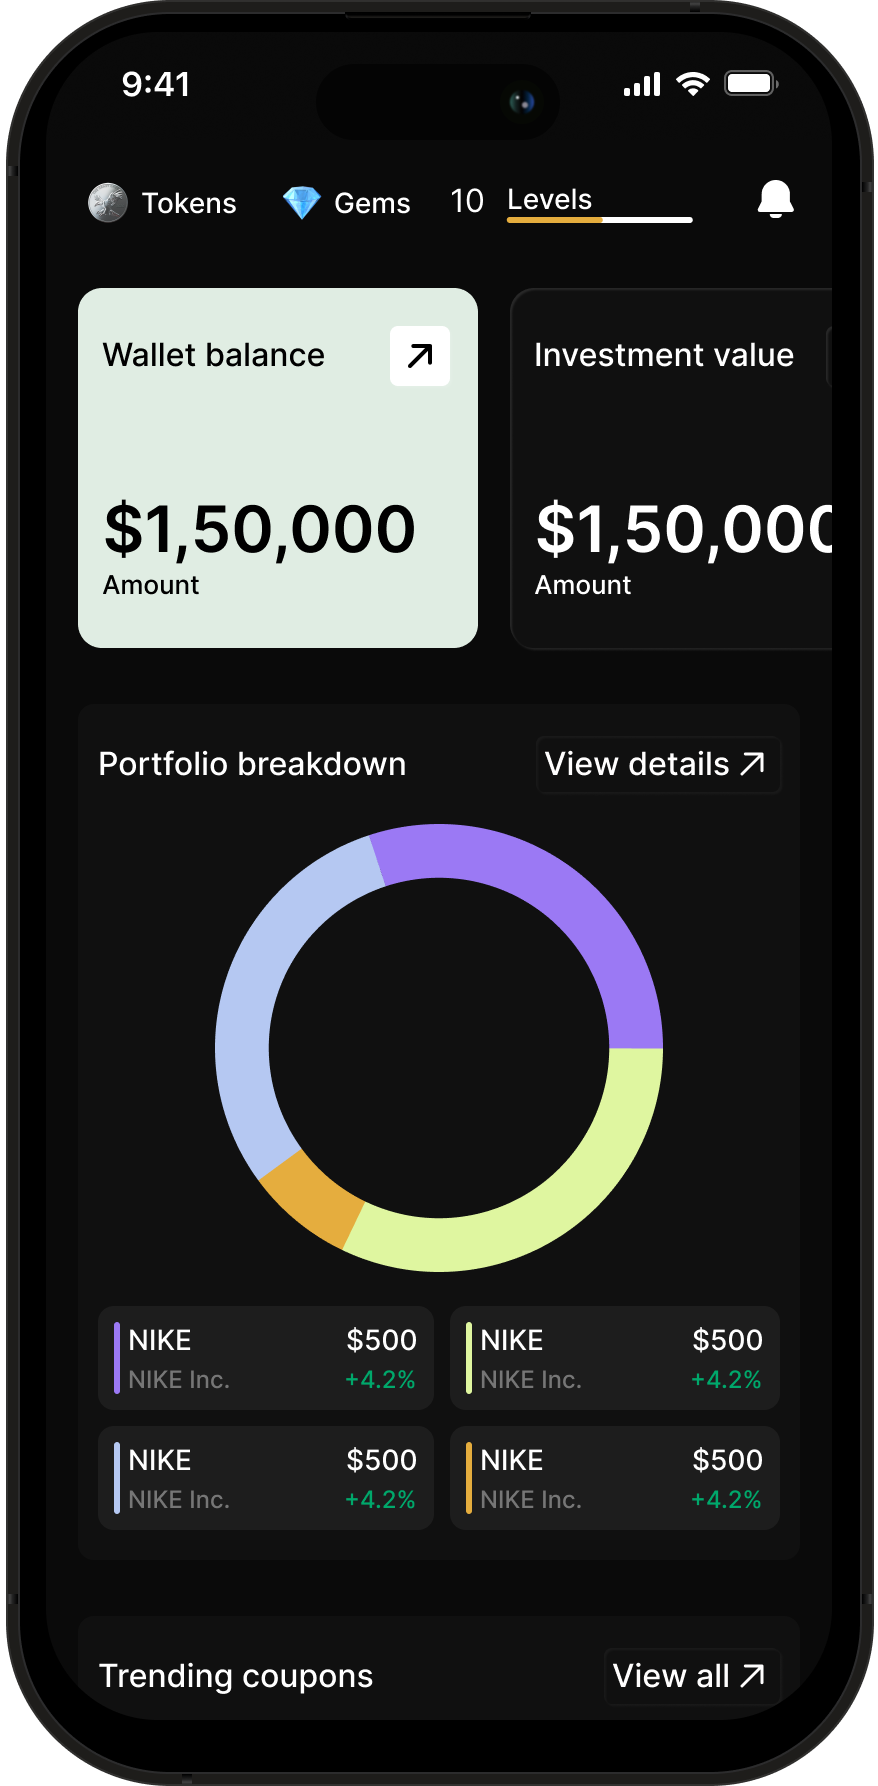 9:41
Tokens Gems 10 Levels
Wallet balance
$1,50,000
Amount
Investment value
$1,50,000
Amount
Portfolio breakdown View details
NIKE $500
NIKE Inc. +4.2%
NIKE $500
NIKE Inc. +4.2%
NIKE $500
NIKE Inc. +4.2%
NIKE $500
NIKE Inc. +4.2%
Trending coupons View all